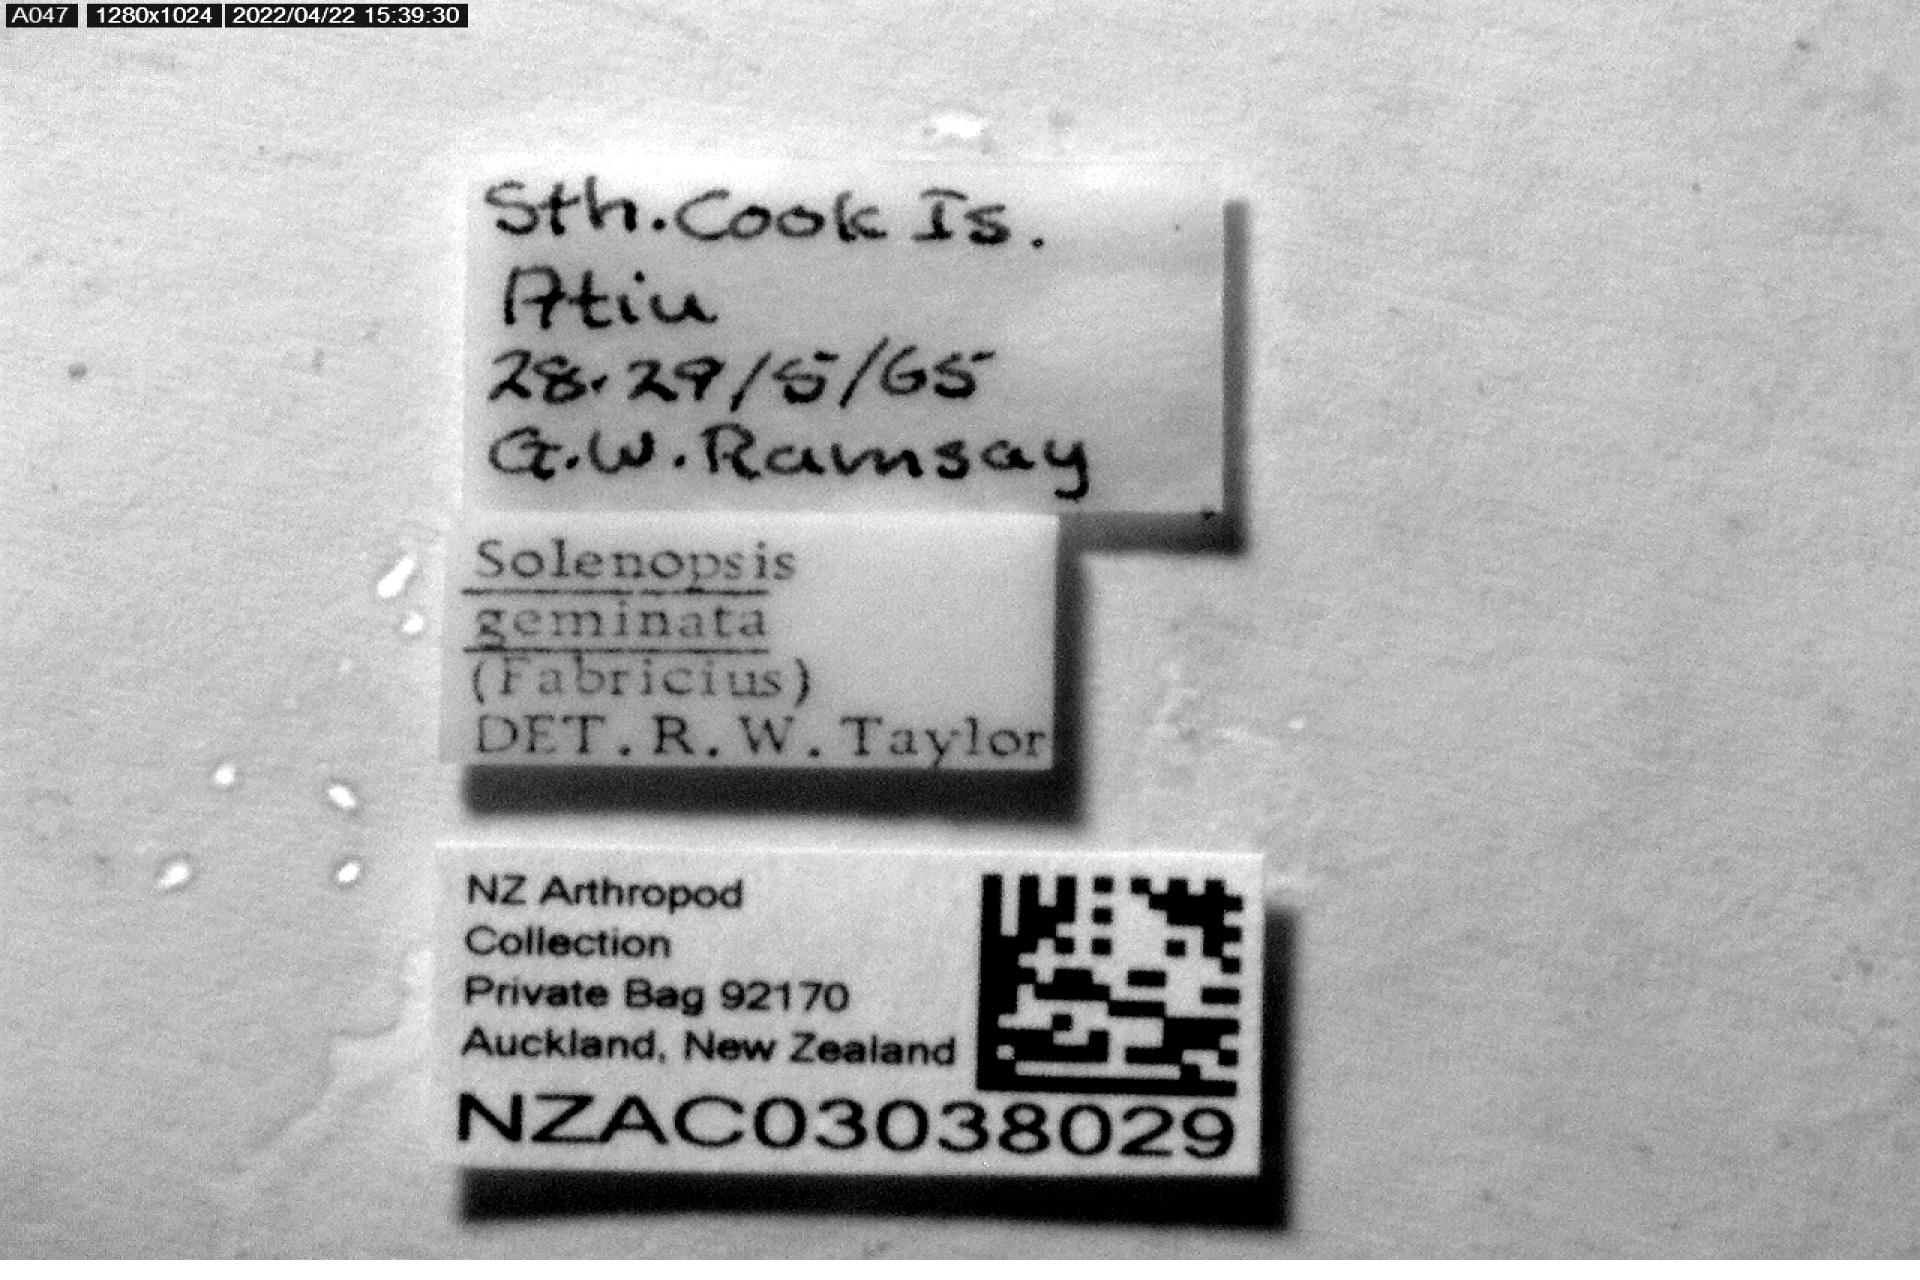 A047 1280x1024 2022/04/22 15:39:30
Sth. Cook Is.
Atiu
28.29/5/65
G.W. Ramsay
Solenopsis
geminata
(Fabricius)
DET. R. W. Taylor
NZ Arthropod
Collection
Private Bag 92170
Auckland, New Zealand
NZAC03038029